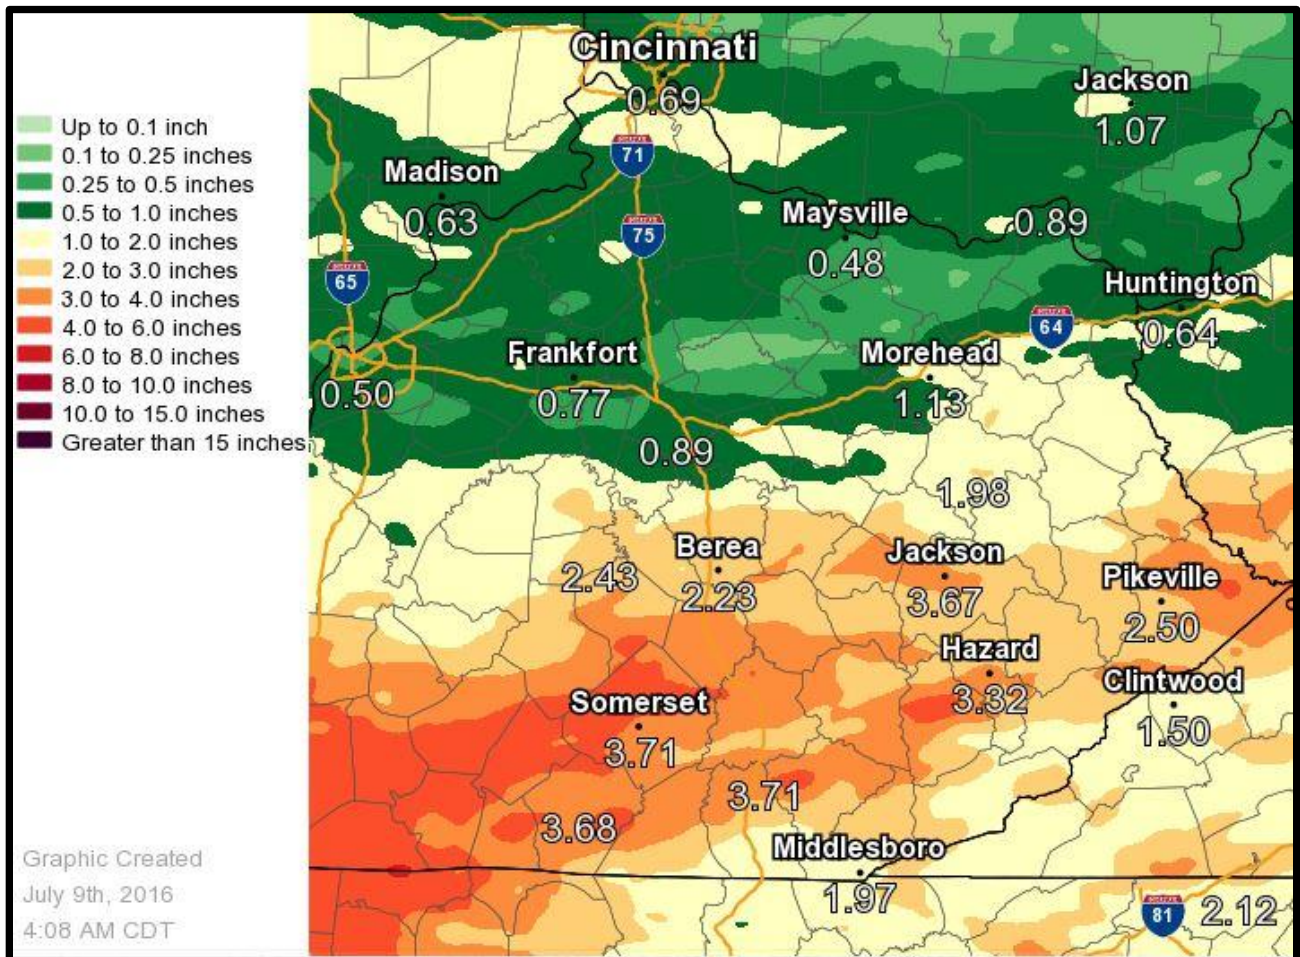 Up to 0.1 inch
0.1 to 0.25 inches
0.25 to 0.5 inches
0.5 to 1.0 inches
1.0 to 2.0 inches
2.0 to 3.0 inches
3.0 to 4.0 inches
4.0 to 6.0 inches
6.0 to 8.0 inches
8.0 to 10.0 inches
10.0 to 15.0 inches
Greater than 15 inches
Graphic Created
July 9th, 2016
4:08 AM CDT
Cincinnati
0.69
Jackson
1.07
71
Madison
0.63
75
Maysville
0.48
0.89
65
Huntington
0.64
64
Frankfort
0.77
Morehead
1.13
0.50
0.89
1.98
Berea
2.23
2.43
Jackson
3.67
Pikeville
2.50
Hazard
3.32
Clintwood
1.50
Somerset
3.71
3.71
3.68
Middlesboro
1.97
81
2.12